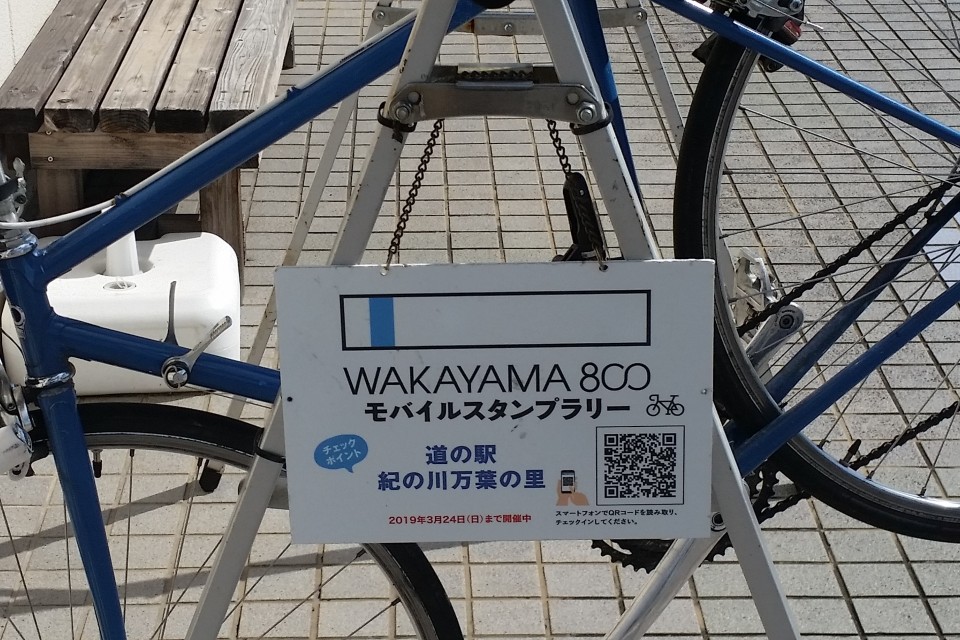 WAKAYAMA 800
モバイルスタンプラリー
チェック
ポイント
道の駅
紀の川万葉の里
2019年3月24日(日)まで開催中
スマートフォンでQRコードを読み取り、
チェックインしてください。